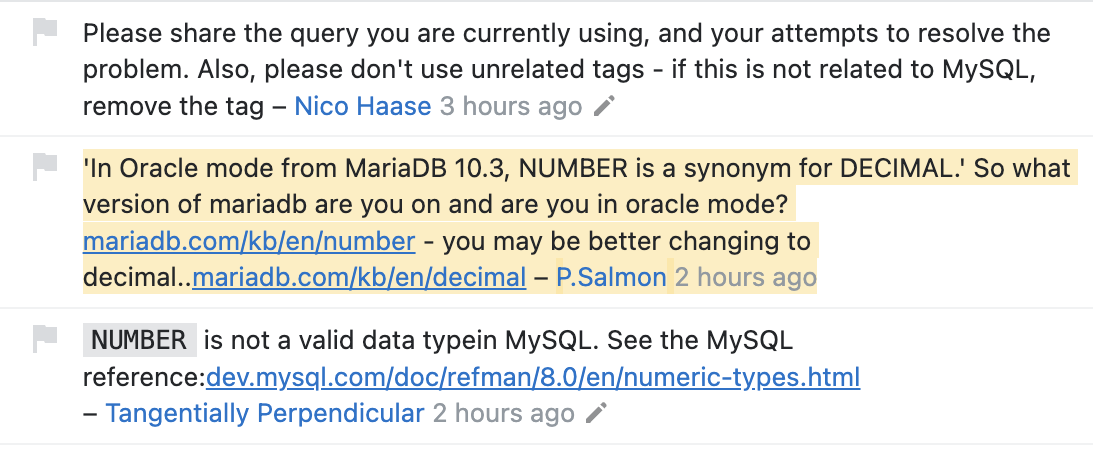 Please share the query you are currently using, and your attempts to resolve the
problem. Also, please don't use unrelated tags - if this is not related to MySQL,
remove the tag – Nico Haase 3 hours ago
'In Oracle mode from MariaDB 10.3, NUMBER is a synonym for DECIMAL.' So what
version of mariadb are you on and are you in oracle mode?
mariadb.com/kb/en/number - you may be better changing to
decimal..mariadb.com/kb/en/decimal – P.Salmon 2 hours ago
NUMBER is not a valid data typein MySQL. See the MySQL
reference:dev.mysql.com/doc/refman/8.0/en/numeric-types.html
– Tangentially Perpendicular 2 hours ago